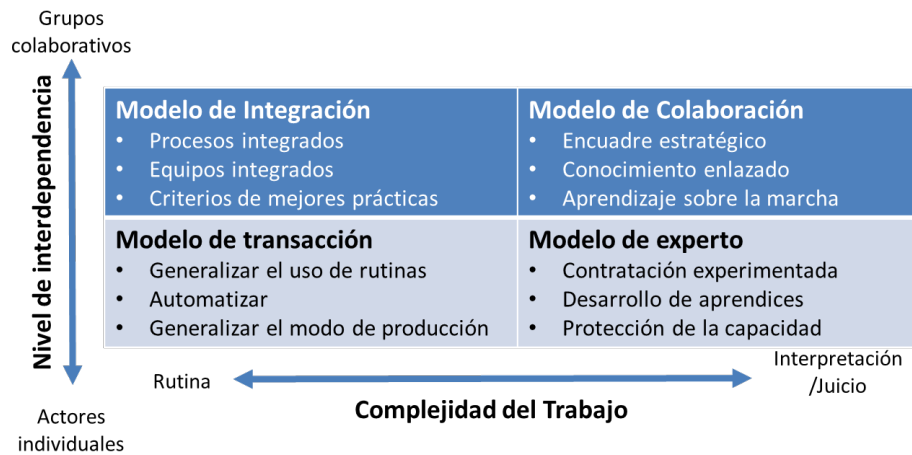 Grupos
colaborativos
Nivel de interdependencia
Modelo de Integración
• Procesos integrados
• Equipos integrados
• Criterios de mejores prácticas
Modelo de Colaboración
• Encuadre estratégico
• Conocimiento enlazado
• Aprendizaje sobre la marcha
Modelo de transacción
• Generalizar el uso de rutinas
• Automatizar
• Generalizar el modo de producción
Modelo de experto
• Contratación experimentada
• Desarrollo de aprendices
• Protección de la capacidad
Actores
individuales
Rutina
Interpretación
/Juicio
Complejidad del Trabajo